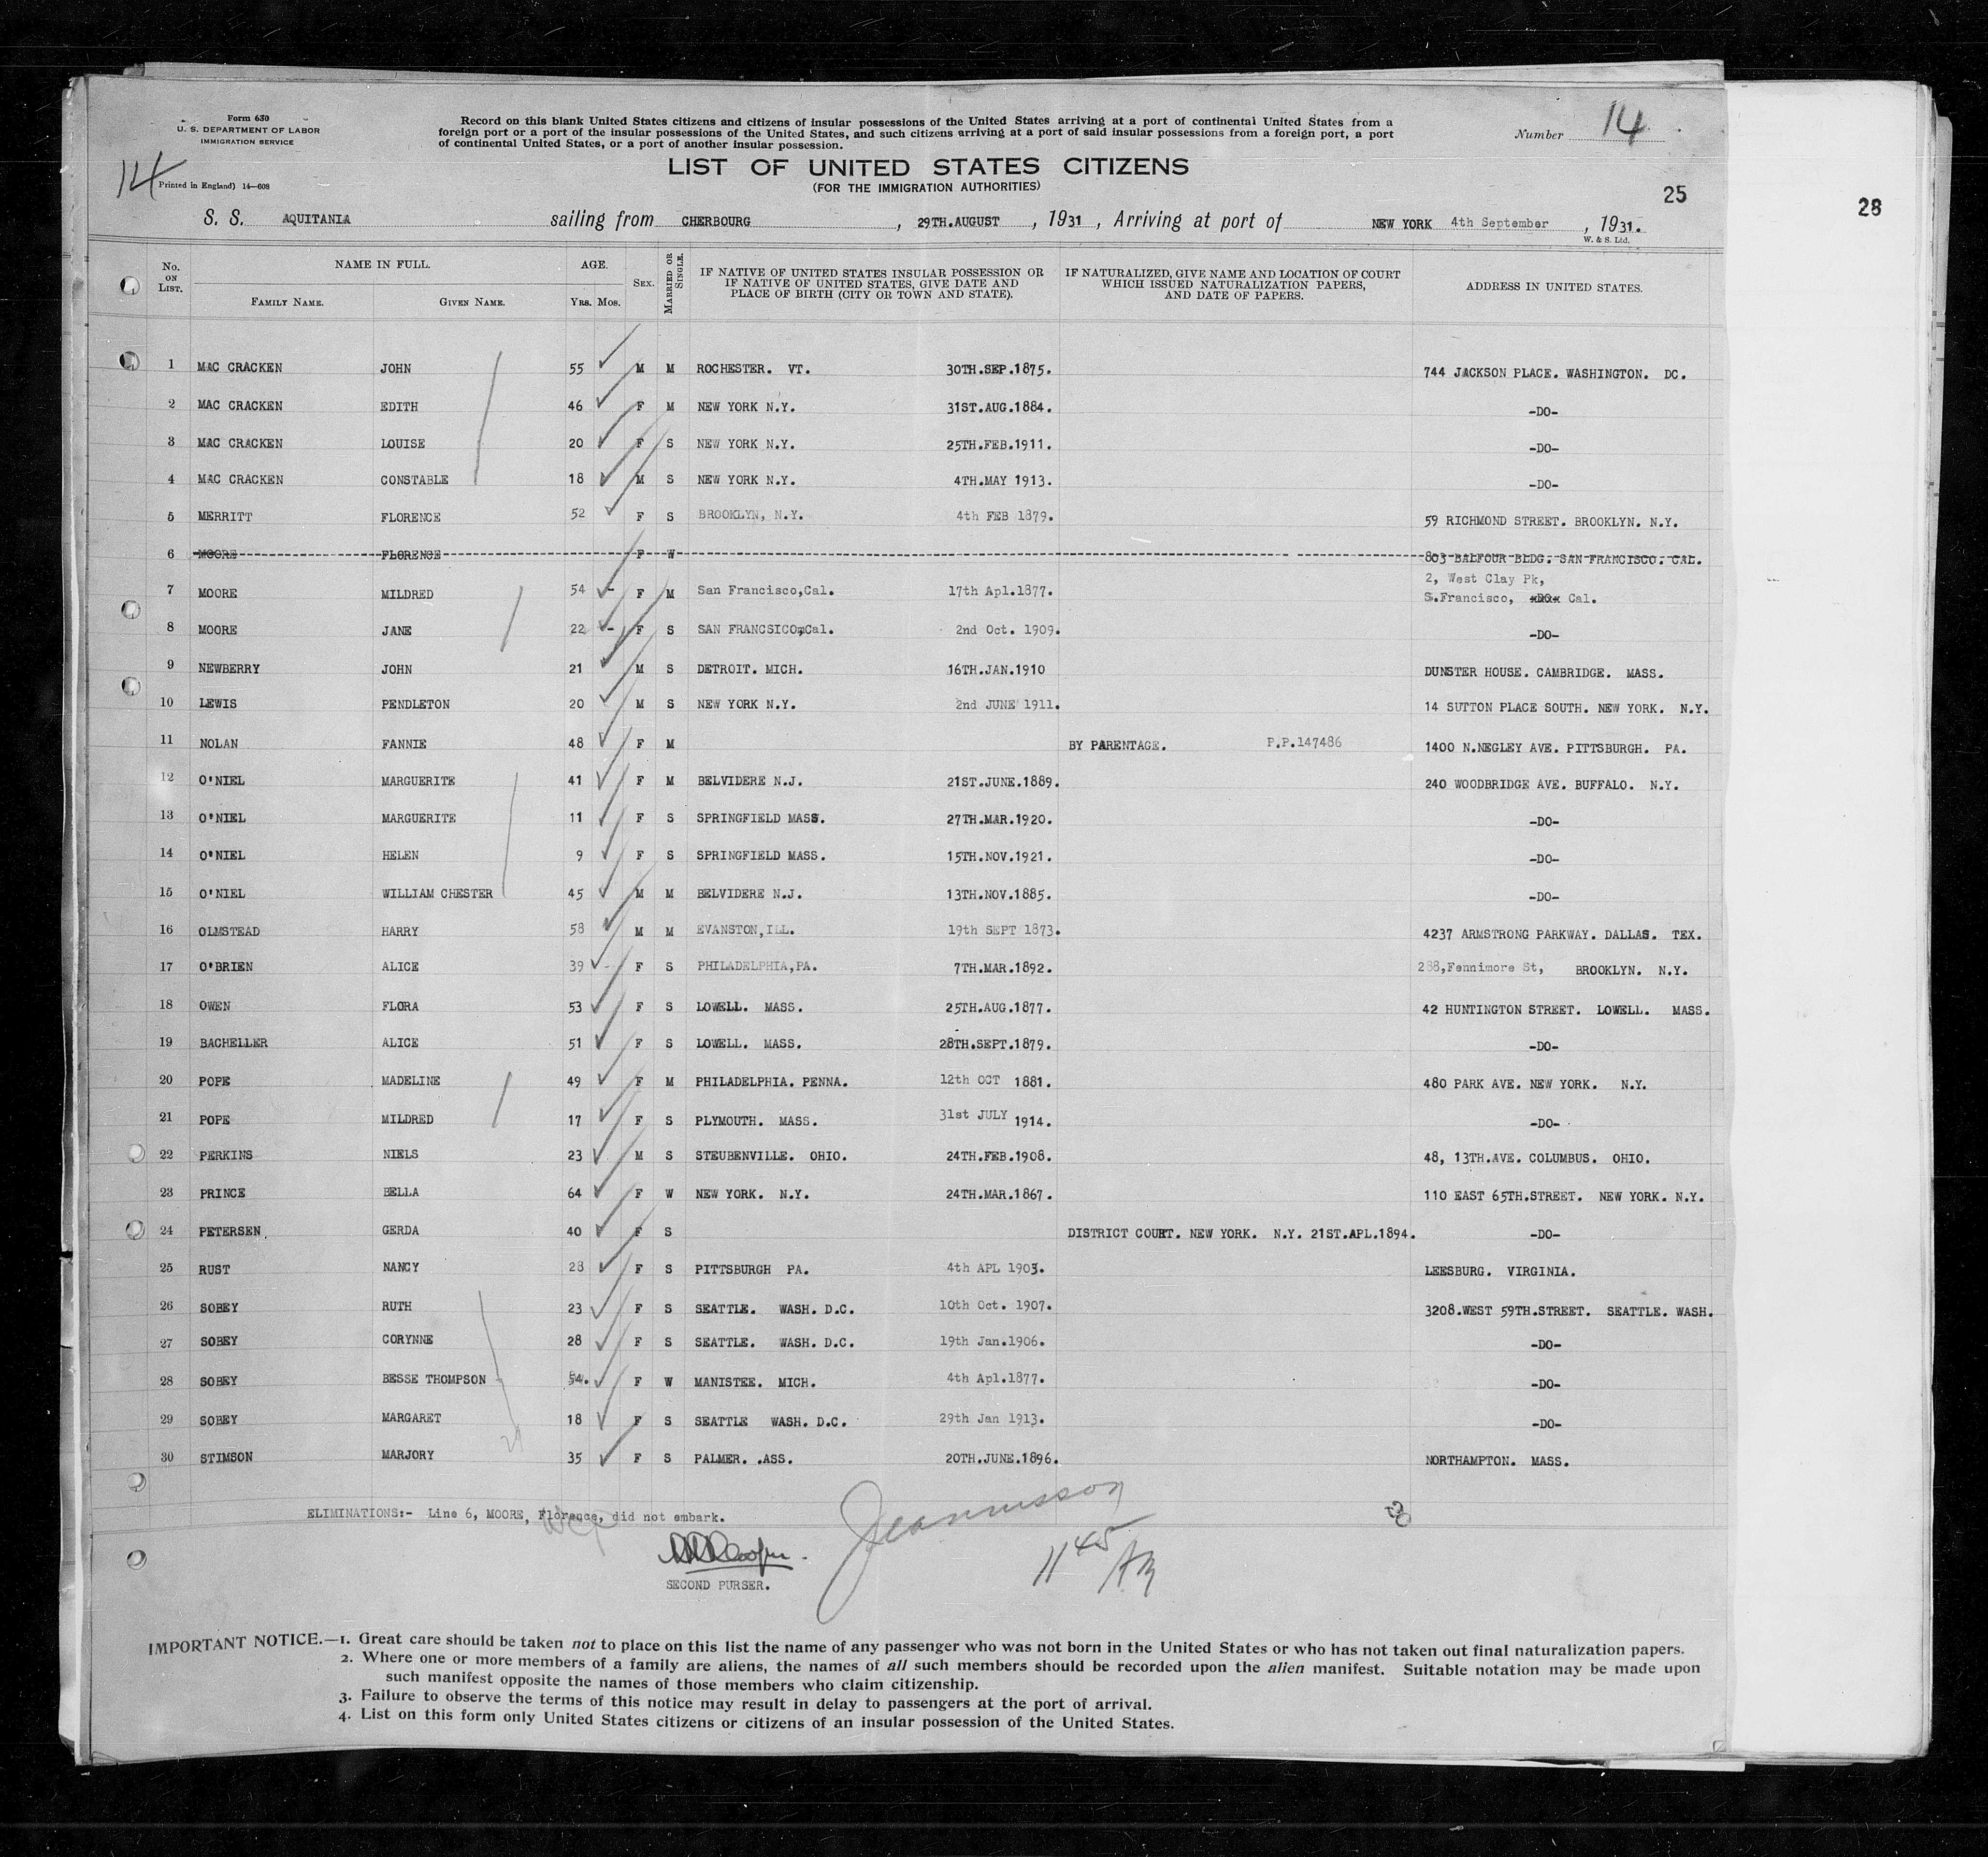 Form 630
U. S. DEPARTMENT OF LABOR
IMMIGRATION SERVICE
14
Printed in England) 14—608
Record on this blank United States citizens and citizens of insular possessions of the United States arriving at a port of continental United States from a
foreign port or a port of the insular possessions of the United States, and such citizens arriving at a port of said insular possessions from a foreign port, a port
of continental United States, or a port of another insular possession.
Number 14
LIST OF UNITED STATES CITIZENS
(FOR THE IMMIGRATION AUTHORITIES)
25
28
S. S. AQUITANIA sailing from CHERBOURG , 29TH.AUGUST , 1931 , Arriving at port of NEW YORK 4th September , 1931.
W. & S. Ltd.
No. ON LIST. NAME IN FULL. FAMILY NAME. GIVEN NAME. AGE. Yrs. Mos. SEX. MARRIED OR SINGLE. IF NATIVE OF UNITED STATES INSULAR POSSESSION OR IF NATIVE OF UNITED STATES, GIVE DATE AND PLACE OF BIRTH (CITY OR TOWN AND STATE). IF NATURALIZED, GIVE NAME AND LOCATION OF COURT WHICH ISSUED NATURALIZATION PAPERS, AND DATE OF PAPERS. ADDRESS IN UNITED STATES.
1 MAC CRACKEN JOHN 55 M M ROCHESTER. VT. 30TH.SEP.1875. 744 JACKSON PLACE. WASHINGTON. DC.
2 MAC CRACKEN EDITH 46 F M NEW YORK N.Y. 31ST.AUG.1884. -DO-
3 MAC CRACKEN LOUISE 20 F S NEW YORK N.Y. 25TH.FEB.1911. -DO-
4 MAC CRACKEN CONSTABLE 18 M S NEW YORK N.Y. 4TH.MAY 1913. -DO-
5 MERRITT FLORENCE 52 F S BROOKLYN, N.Y. 4th FEB 1879. 59 RICHMOND STREET. BROOKLYN. N.Y.
6 MOORE FLORENCE F W 803 BALFOUR BLDG. SAN FRANCISCO. CAL.
7 MOORE MILDRED 54 F M San Francisco,Cal. 17th Apl.1877. 2, West Clay Pk,
S.Francisco, Cal.
8 MOORE JANE 22 F S SAN FRANCSICO,Cal. 2nd Oct. 1909. -DO-
9 NEWBERRY JOHN 21 M S DETROIT. MICH. 16TH.JAN.1910 DUNSTER HOUSE. CAMBRIDGE. MASS.
10 LEWIS PENDLETON 20 M S NEW YORK N.Y. 2nd JUNE 1911. 14 SUTTON PLACE SOUTH. NEW YORK. N.Y.
11 NOLAN FANNIE 48 F M BY PARENTAGE. P.P.147486 1400 N.NEGLEY AVE. PITTSBURGH. PA.
12 O'NIEL MARGUERITE 41 F M BELVIDERE N.J. 21ST.JUNE.1889. 240 WOODBRIDGE AVE. BUFFALO. N.Y.
13 O'NIEL MARGUERITE 11 F S SPRINGFIELD MASS. 27TH.MAR.1920. -DO-
14 O'NIEL HELEN 9 F S SPRINGFIELD MASS. 15TH.NOV.1921. -DO-
15 O'NIEL WILLIAM CHESTER 45 M M BELVIDERE N.J. 13TH.NOV.1885. -DO-
16 OLMSTEAD HARRY 58 M M EVANSTON,ILL. 19th SEPT 1873. 4237 ARMSTRONG PARKWAY. DALLAS. TEX.
17 O'BRIEN ALICE 39 F S PHILADELPHIA,PA. 7TH.MAR.1892. 288,Fennimore St, BROOKLYN. N.Y.
18 OWEN FLORA 53 F S LOWELL. MASS. 25TH.AUG.1877. 42 HUNTINGTON STREET. LOWELL. MASS.
19 BACHELLER ALICE 51 F S LOWELL. MASS. 28TH.SEPT.1879. -DO-
20 POPE MADELINE 49 F M PHILADELPHIA. PENNA. 12th OCT 1881. 480 PARK AVE. NEW YORK. N.Y.
21 POPE MILDRED 17 F S PLYMOUTH. MASS. 31st JULY 1914. -DO-
22 PERKINS NIELS 23 M S STEUBENVILLE. OHIO. 24TH.FEB.1908. 48, 13TH.AVE. COLUMBUS. OHIO.
23 PRINCE BELLA 64 F W NEW YORK. N.Y. 24TH.MAR.1867. 110 EAST 65TH.STREET. NEW YORK. N.Y.
24 PETERSEN. GERDA 40 F S DISTRICT COURT. NEW YORK. N.Y. 21ST.APL.1894. -DO-
25 RUST NANCY 28 F S PITTSBURGH PA. 4th APL 1903. LEESBURG. VIRGINIA.
26 SOBEY RUTH 23 F S SEATTLE. WASH. D.C. 10th Oct. 1907. 3208.WEST 59TH.STREET. SEATTLE. WASH.
27 SOBEY CORYNNE 28 F S SEATTLE. WASH. D.C. 19th Jan.1906. -DO-
28 SOBEY BESSE THOMPSON 54. F W MANISTEE. MICH. 4th Apl.1877. -DO-
29 SOBEY MARGARET 18 F S SEATTLE WASH. D.C. 29th Jan 1913. -DO-
30 STIMSON MARJORY 35 F S PALMER. .ASS. 20TH.JUNE.1896. NORTHAMPTON. MASS.
ELIMINATIONS:- Line 6, MOORE, Florence, did not embark.
SECOND PURSER.
11 45 AM
IMPORTANT NOTICE.—1. Great care should be taken not to place on this list the name of any passenger who was not born in the United States or who has not taken out final naturalization papers.
2. Where one or more members of a family are aliens, the names of all such members should be recorded upon the alien manifest. Suitable notation may be made upon
such manifest opposite the names of those members who claim citizenship.
3. Failure to observe the terms of this notice may result in delay to passengers at the port of arrival.
4. List on this form only United States citizens or citizens of an insular possession of the United States.